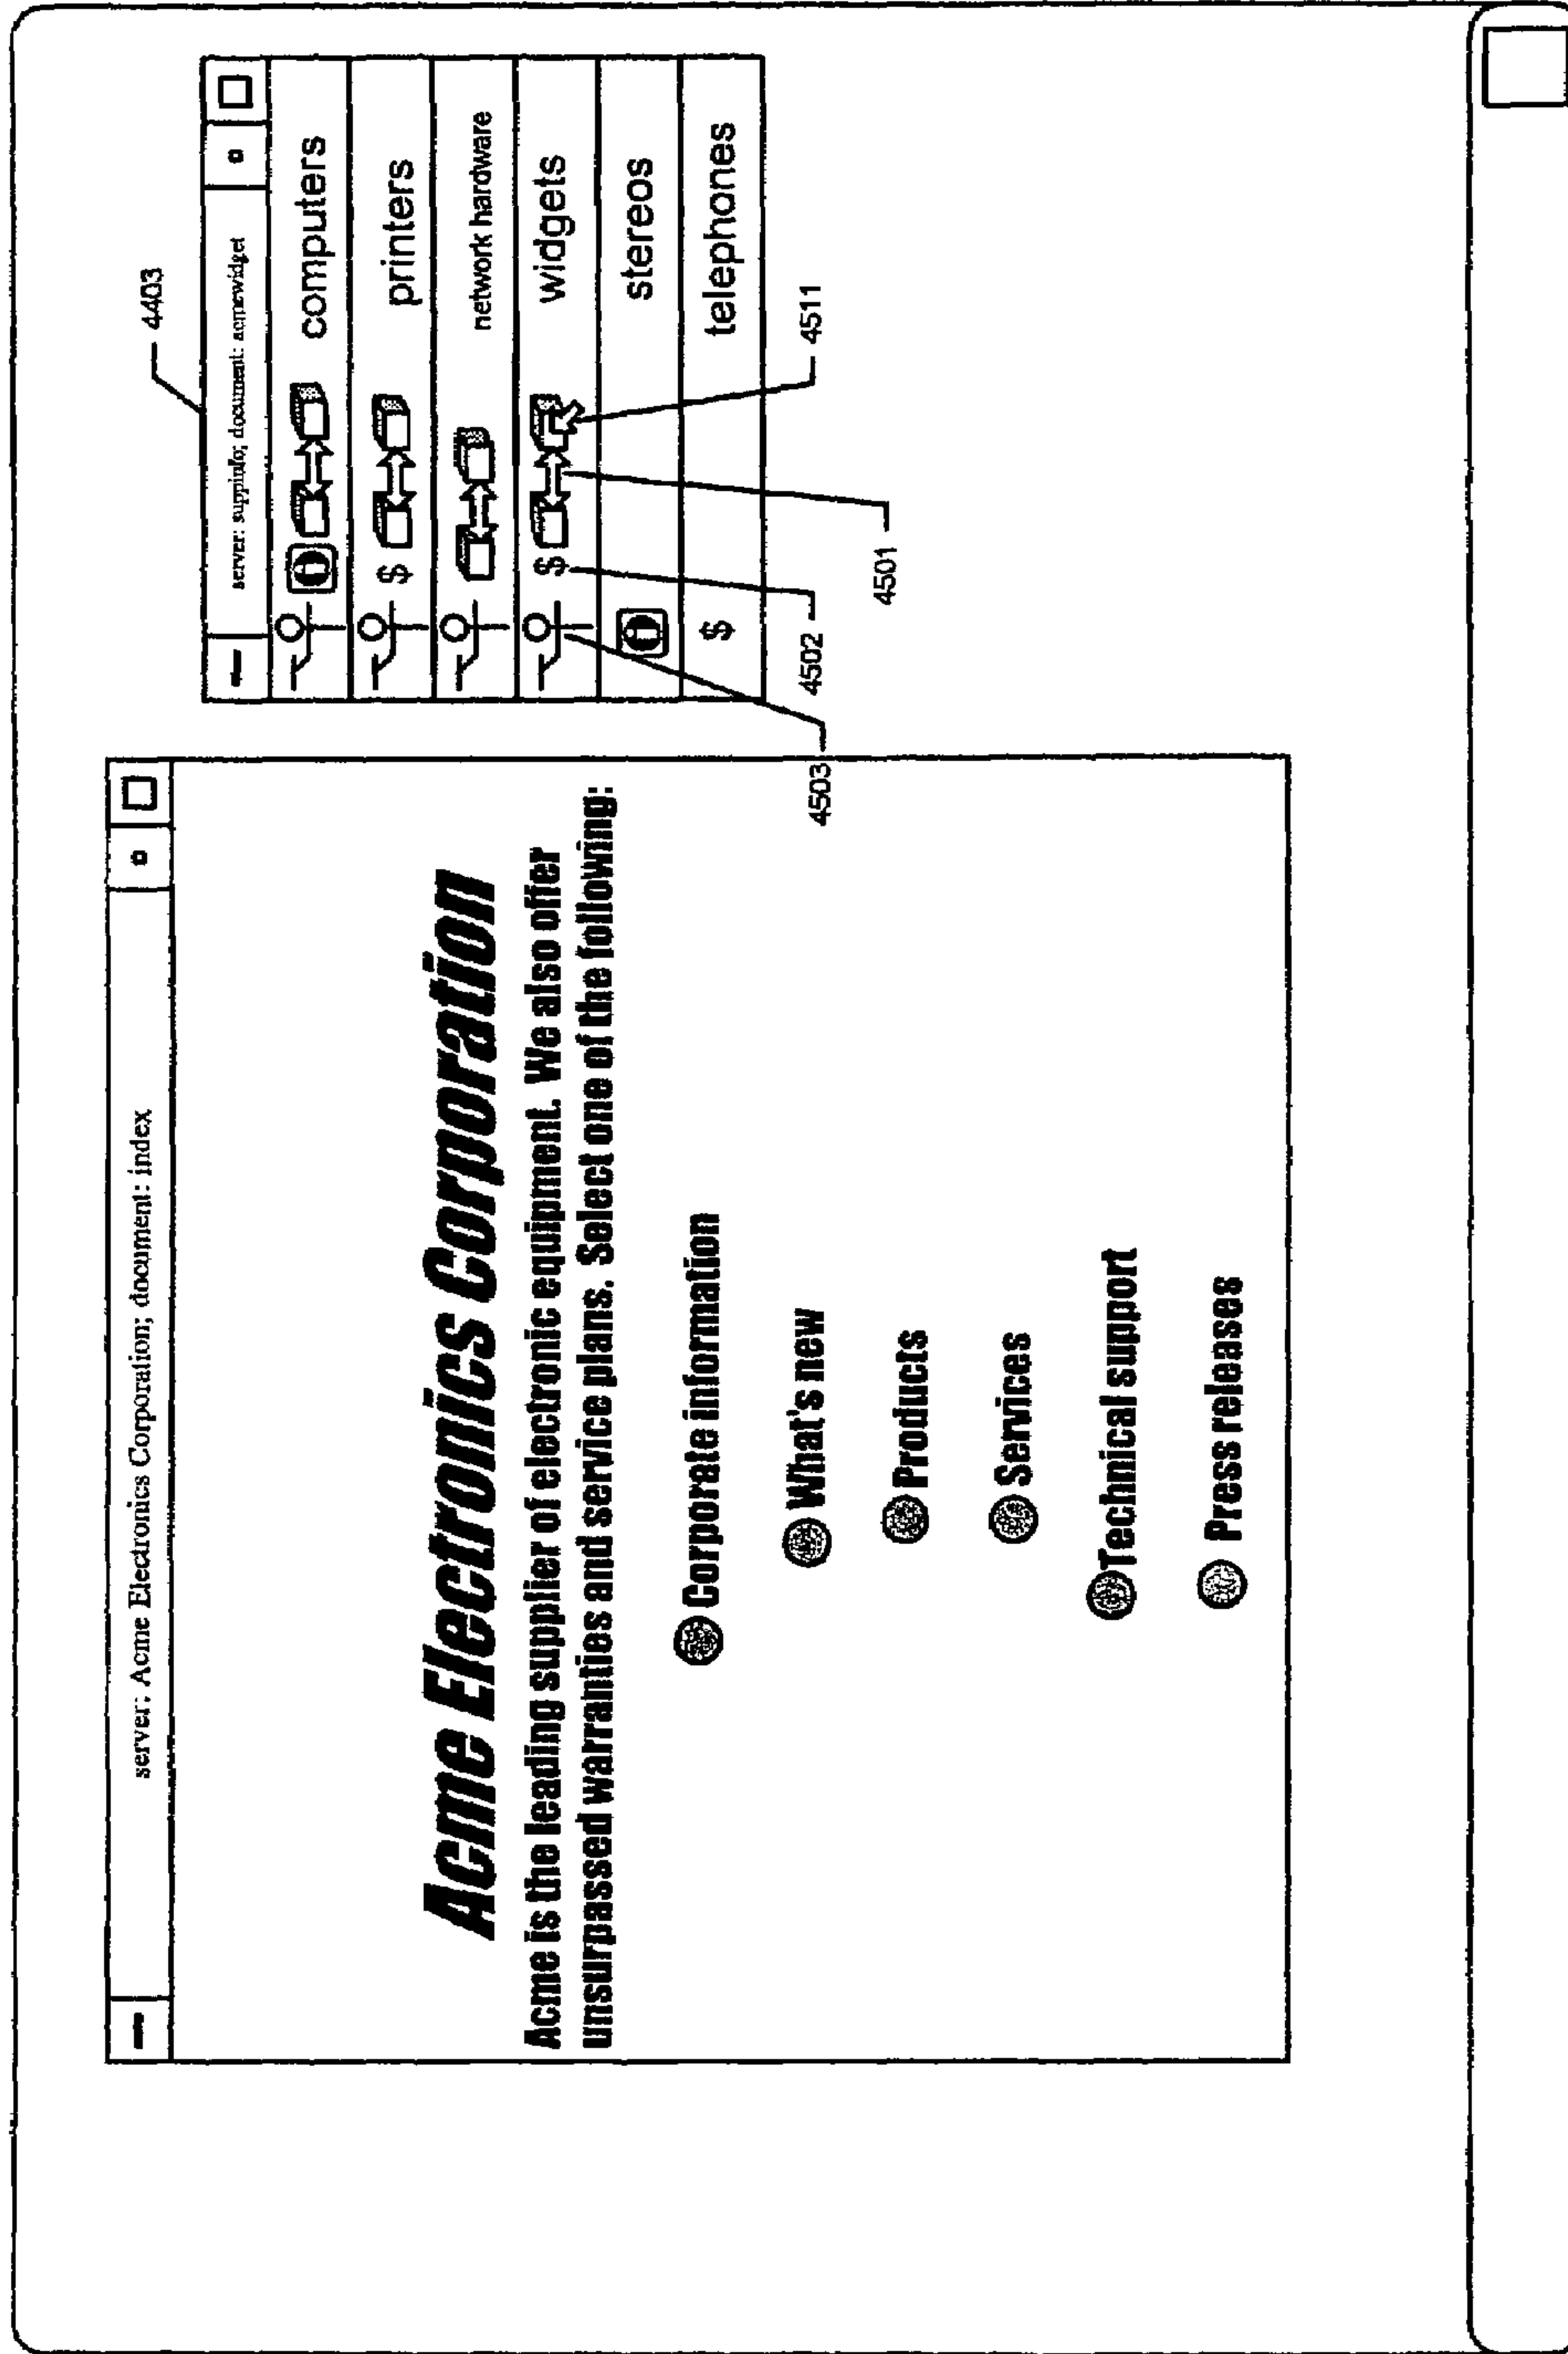 server: Acme Electronics Corporation; document: index
Acme Electronics Corporation
Acme is the leading supplier of electronic equipment. We also offer
unsurpassed warranties and service plans. Select one of the following:
Corporate information
What's new
Products
Services
Technical support
Press releases
4403
server: suppinfo; document: acmewidget
computers
$ printers
network hardware
$ widgets
stereos
$ telephones
4503
4502
4501
4511